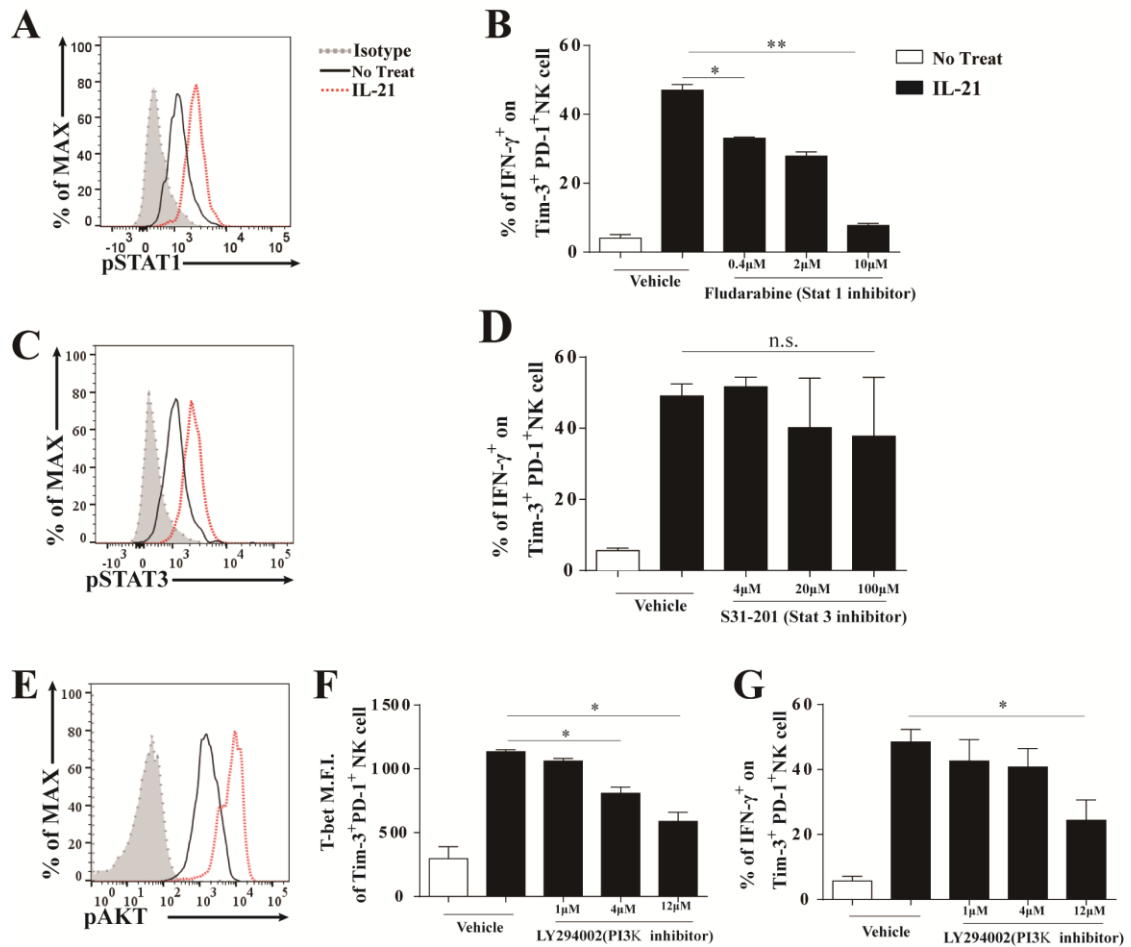 A
% of MAX
100
80
60
40
20
0
-10³ 0 10³ 10⁴ 10⁵
pSTAT1
Isotype
No Treat
IL-21
B
% of IFN-γ⁺ on
Tim-3⁺ PD-1⁺NK cell
60
40
20
0
*
**
No Treat
IL-21
0.4μM 2μM 10μM
Vehicle
Fludarabine (Stat 1 inhibitor)
C
% of MAX
100
80
60
40
20
0
-10³ 0 10³ 10⁴ 10⁵
pSTAT3
D
% of IFN-γ⁺ on
Tim-3⁺ PD-1⁺NK cell
60
40
20
0
n.s.
4μM 20μM 100μM
Vehicle
S31-201 (Stat 3 inhibitor)
E
% of MAX
100
80
60
40
20
0
10⁰ 10¹ 10² 10³ 10⁴ 10⁵
pAKT
F
T-bet M.F.I.
of Tim-3⁺PD-1⁺ NK cell
1500
1000
500
0
*
*
1μM 4μM 12μM
Vehicle
LY294002(PI3K inhibitor)
G
% of IFN-γ⁺ on
Tim-3⁺ PD-1⁺NK cell
60
40
20
0
*
1μM 4μM 12μM
Vehicle
LY294002(PI3K inhibitor)